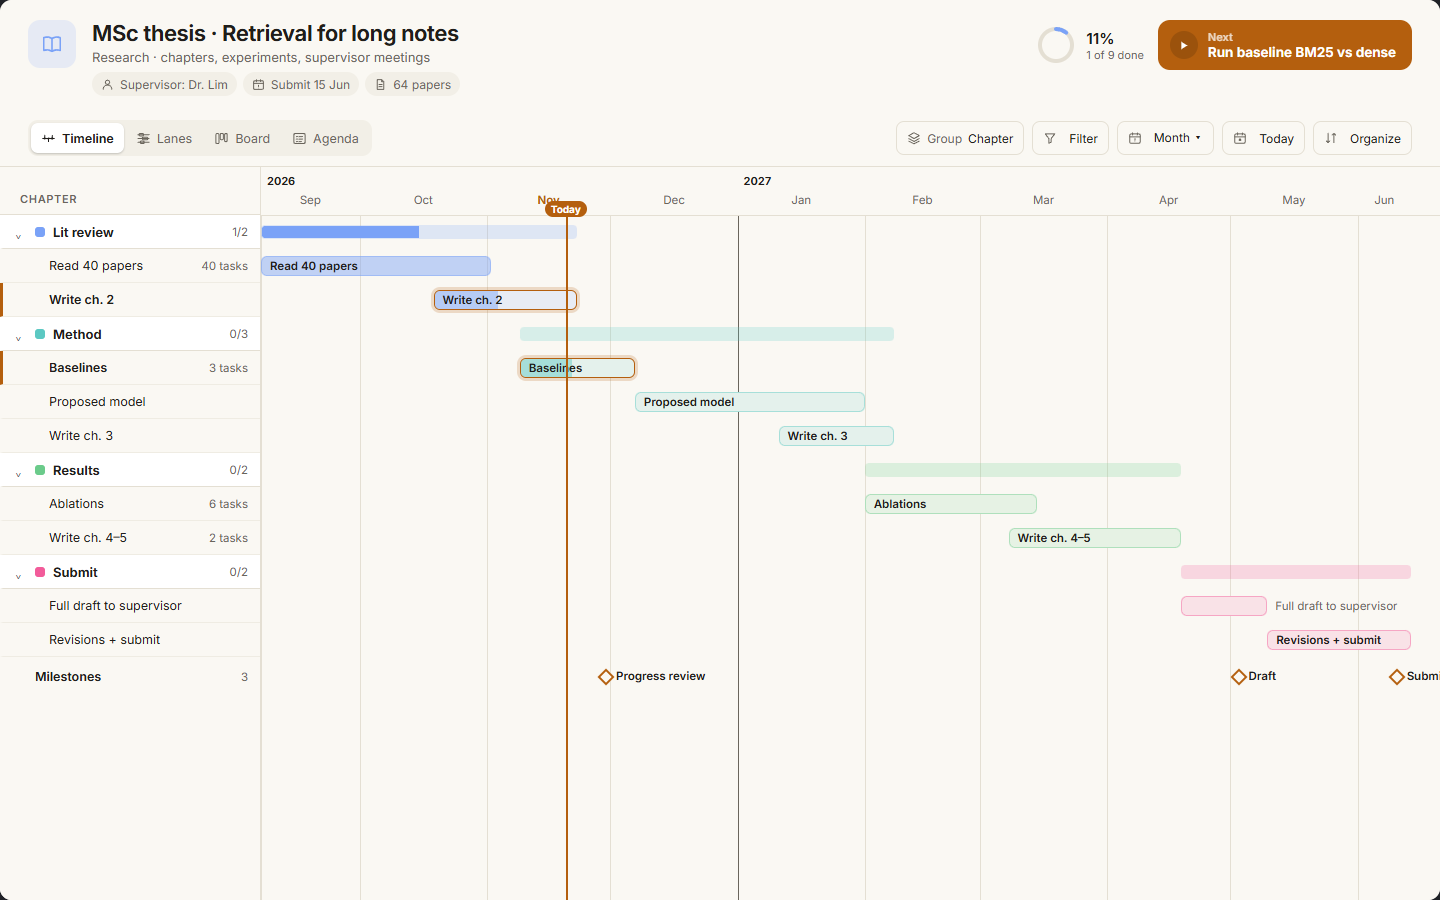 MSc thesis · Retrieval for long notes
Research · chapters, experiments, supervisor meetings
Supervisor: Dr. Lim
Submit 15 Jun
64 papers
11%
1 of 9 done
Next
Run baseline BM25 vs dense
Timeline
Lanes
Board
Agenda
Group Chapter
Filter
Month
Today
Organize
CHAPTER
2026
2027
Sep
Oct
Nov
Dec
Jan
Feb
Mar
Apr
May
Jun
Today
Lit review 1/2
Read 40 papers 40 tasks
Read 40 papers
Write ch. 2
Write ch. 2
Method 0/3
Baselines 3 tasks
Baselines
Proposed model
Proposed model
Write ch. 3
Write ch. 3
Results 0/2
Ablations 6 tasks
Ablations
Write ch. 4–5 2 tasks
Write ch. 4–5
Submit 0/2
Full draft to supervisor
Full draft to supervisor
Revisions + submit
Revisions + submit
Milestones 3
Progress review
Draft
Submi